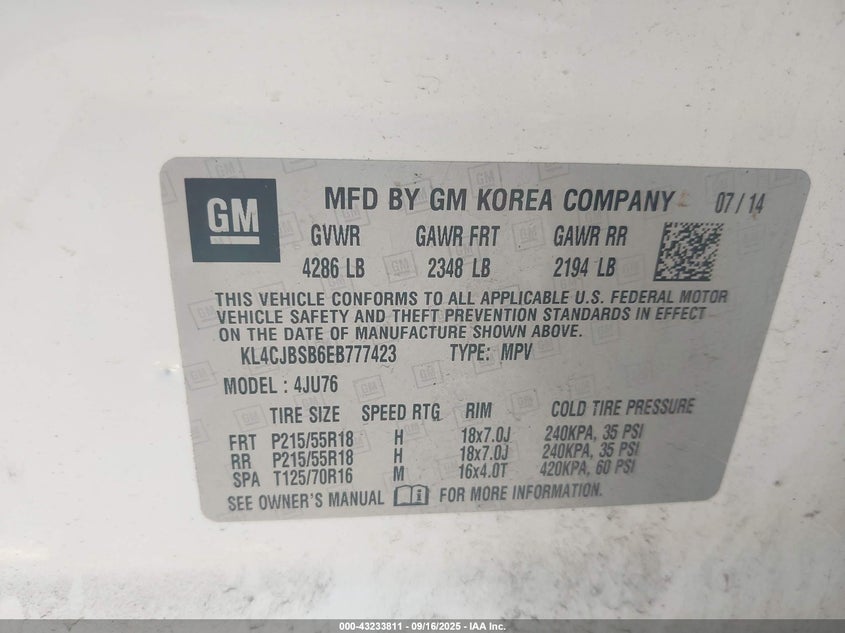 GM MFD BY GM KOREA COMPANY 07/14
GVWR GAWR FRT GAWR RR
4286 LB 2348 LB 2194 LB
THIS VEHICLE CONFORMS TO ALL APPLICABLE U.S. FEDERAL MOTOR
VEHICLE SAFETY AND THEFT PREVENTION STANDARDS IN EFFECT
ON THE DATE OF MANUFACTURE SHOWN ABOVE.
KL4CJBSB6EB777423 TYPE: MPV
MODEL : 4JU76
TIRE SIZE SPEED RTG RIM COLD TIRE PRESSURE
FRT P215/55R18 H 18x7.0J 240KPA, 35 PSI
RR P215/55R18 H 18x7.0J 240KPA, 35 PSI
SPA T125/70R16 M 16x4.0T 420KPA, 60 PSI
SEE OWNER'S MANUAL FOR MORE INFORMATION.
000-43233811 - 09/16/2025 - IAA Inc.